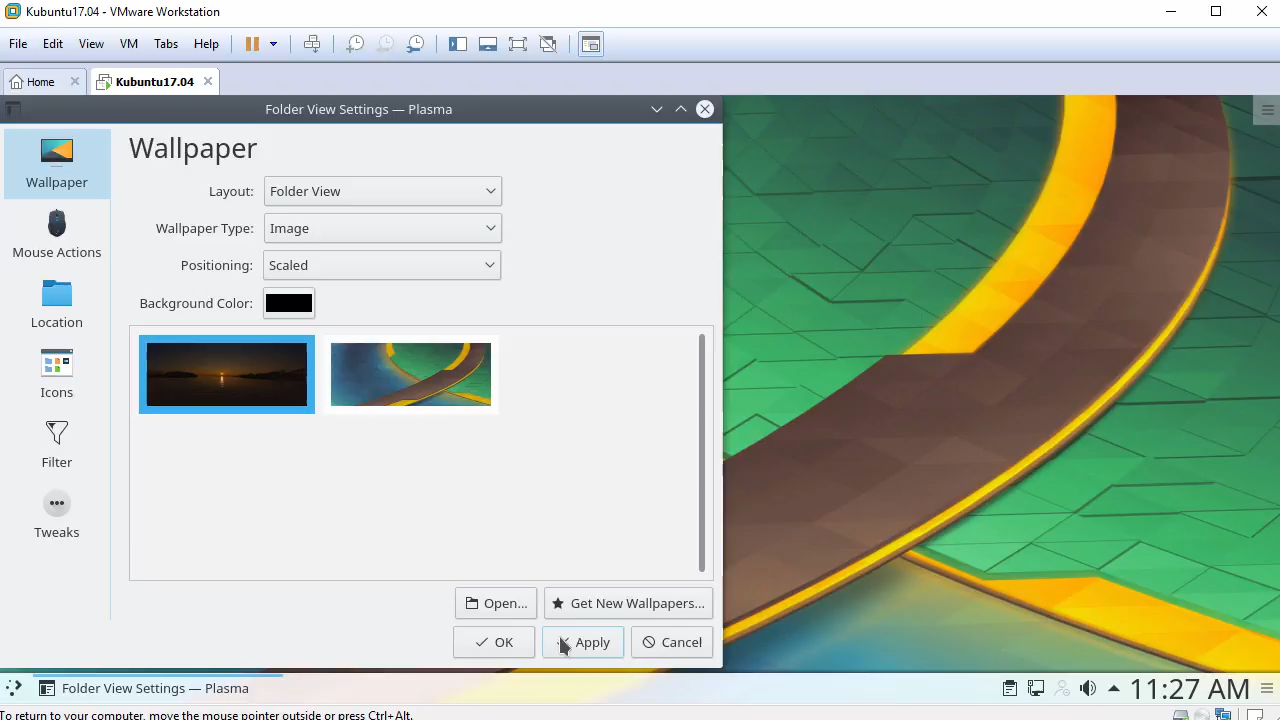 Kubuntu17.04 - VMware Workstation
File Edit View VM Tabs Help
Home Kubuntu17.04
Folder View Settings — Plasma
Wallpaper
Wallpaper
Mouse Actions
Location
Icons
Filter
Tweaks
Layout: Folder View
Wallpaper Type: Image
Positioning: Scaled
Background Color:
Open... Get New Wallpapers...
OK Apply Cancel
Folder View Settings — Plasma 11:27 AM
To return to your computer, move the mouse pointer outside or press Ctrl+Alt.